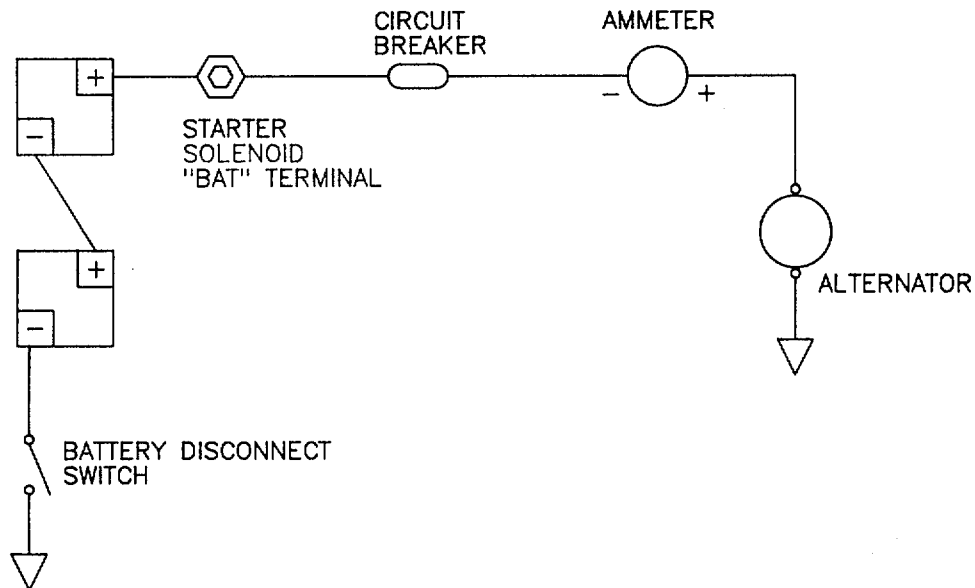 CIRCUIT
BREAKER
AMMETER
+
-
- +
STARTER
SOLENOID
"BAT" TERMINAL
+
-
ALTERNATOR
BATTERY DISCONNECT
SWITCH